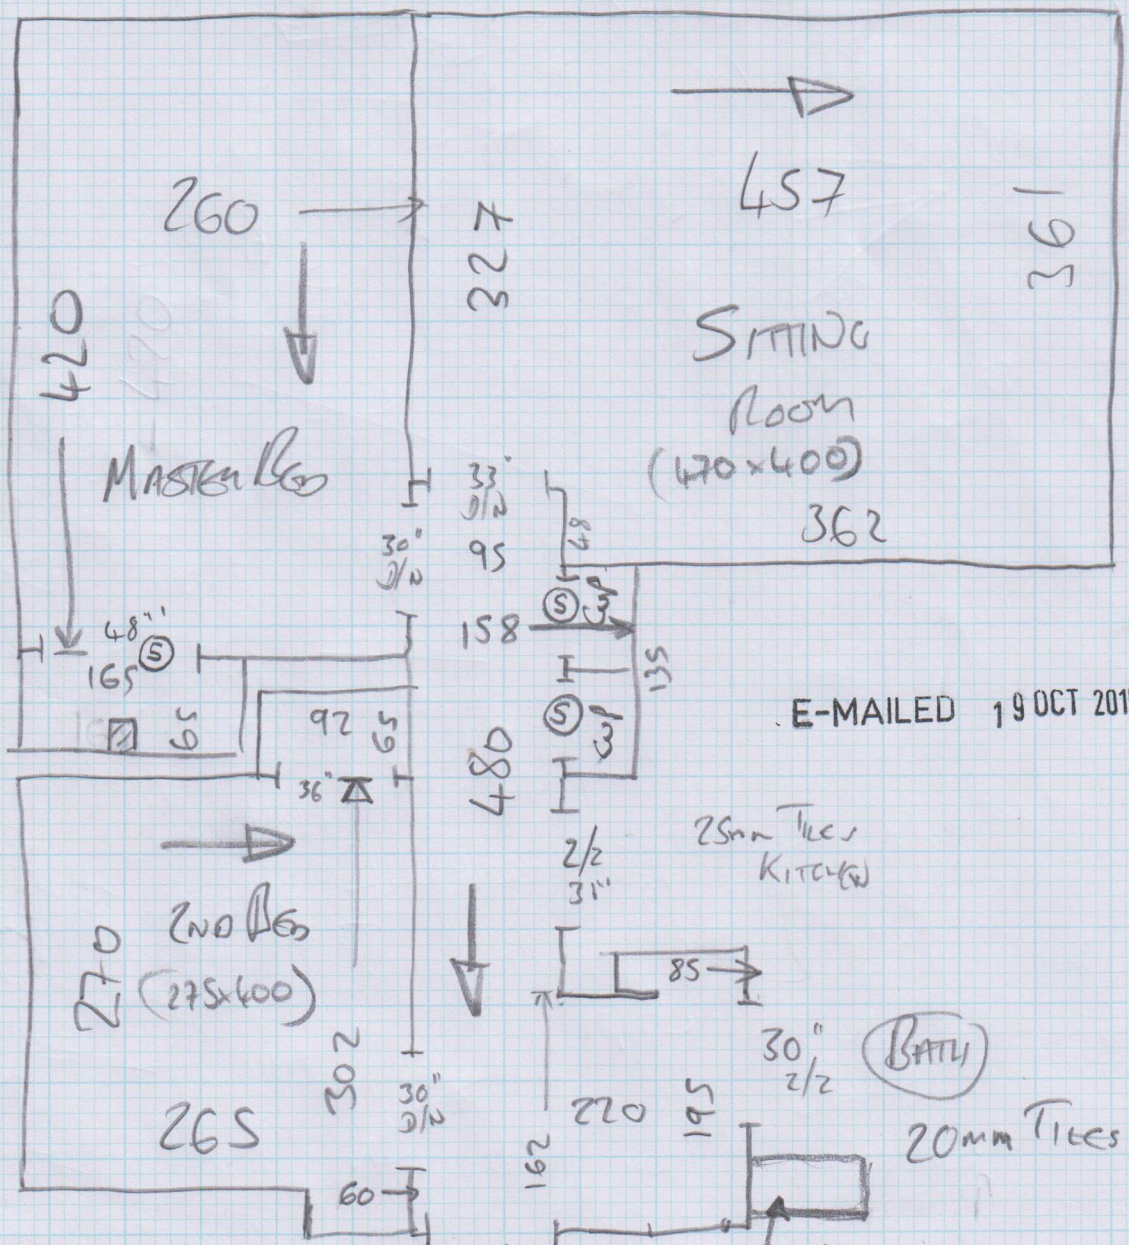 260
327
457
361
420
SITTING
ROOM
(470x400)
362
MASTER BED
33"
D/N
30"
D/N
95
48
S
CUP
158
48"
S
165
65
135
92
65
S
CUP
E-MAILED 19 OCT 201
36"
480
25mm TILES
KITCHEN
2/2
31"
2ND BED
(275x400)
270
85
302
30"
2/2
BATH
30"
D/N
220
195
265
162
20mm TILES
60